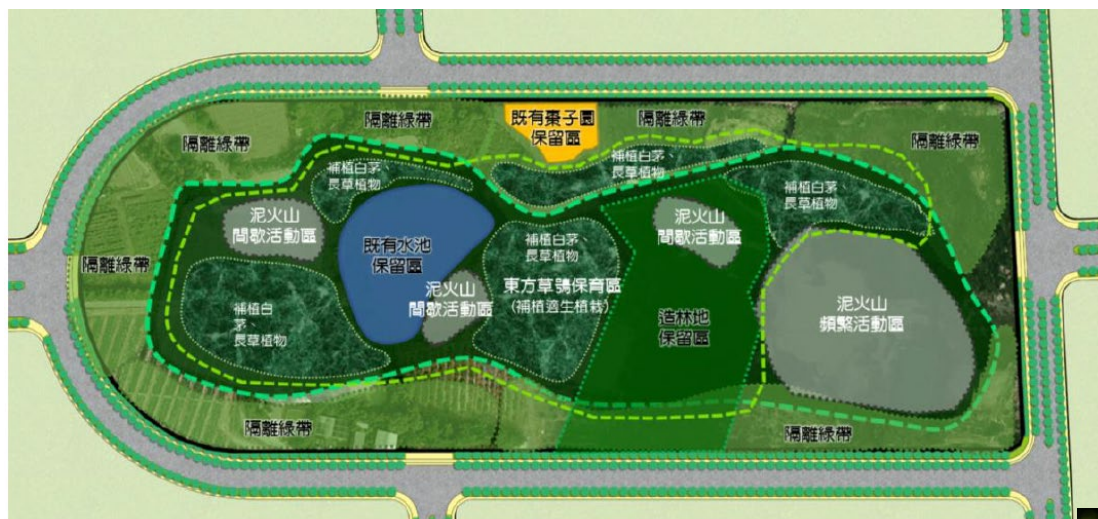 隔離綠帶
隔離綠帶
既有棗子園
保留區
隔離綠帶
隔離綠帶
補植白茅、
長草植物
補植白茅、
長草植物
補植白茅、
長草植物
泥火山
間歇活動區
既有水池
保留區
補植白茅、
長草植物
泥火山
間歇活動區
隔離綠帶
泥火山
間歇活動區
東方草鴞保育區
(補植適生植栽)
補植白
茅、
長草植物
造林地
保留區
泥火山
頻繁活動區
隔離綠帶
隔離綠帶